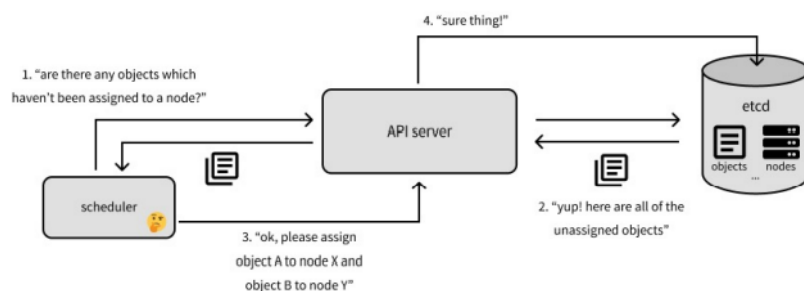 4. “sure thing!”
1. “are there any objects which
haven’t been assigned to a node?”
API server
etcd
objects
nodes
...
scheduler
2. “yup! here are all of the
unassigned objects”
3. “ok, please assign
object A to node X and
object B to node Y”